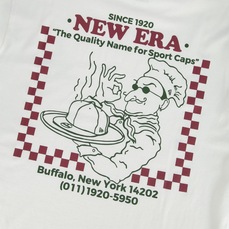 SINCE 1920
• NEW ERA •
"The Quality Name for Sport Caps"
Buffalo, New York 14202
(011) 1920-5950